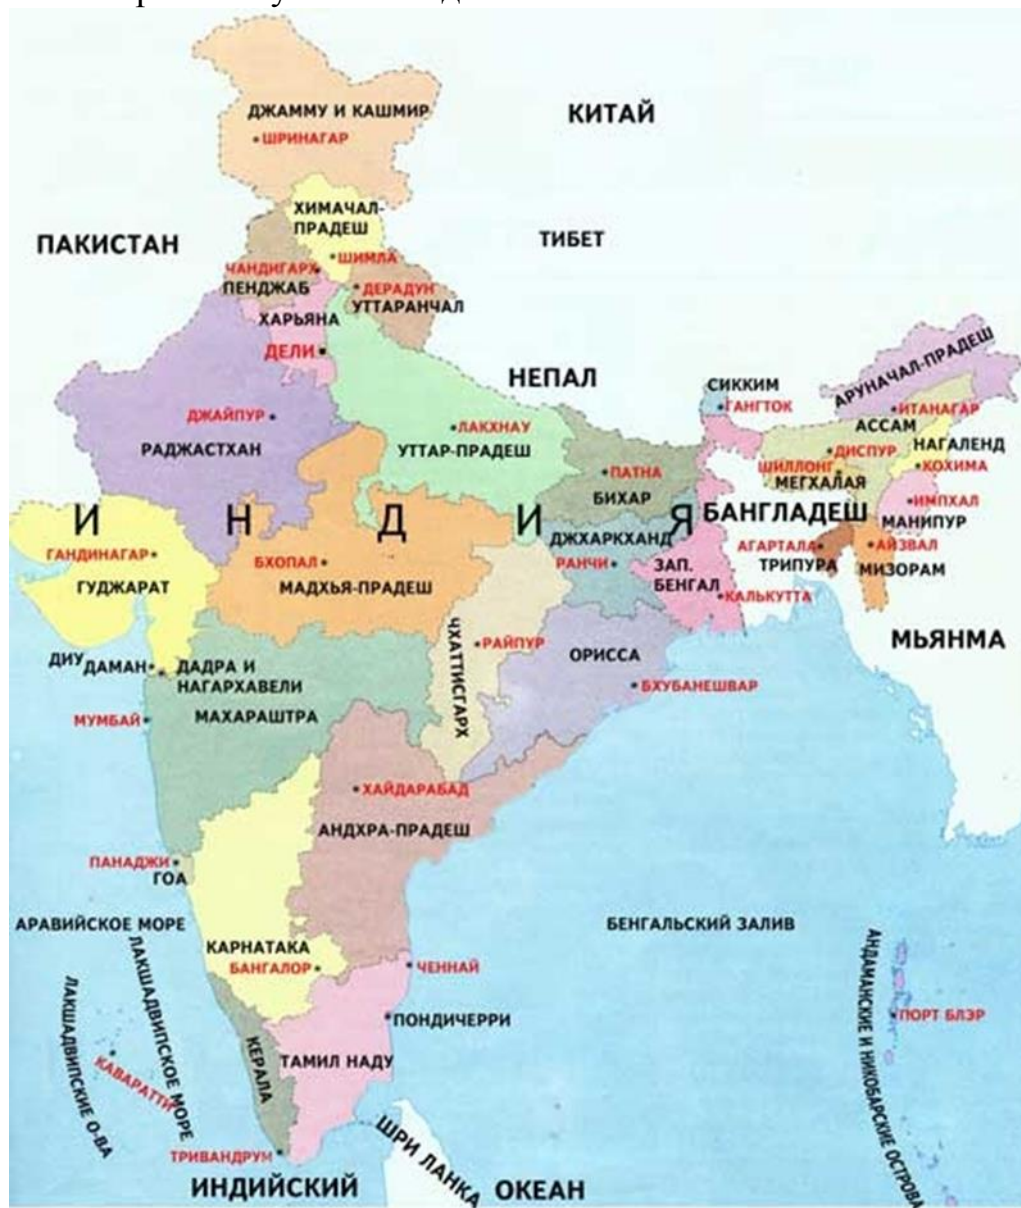 ДЖАММУ И КАШМИР
КИТАЙ
ШРИНАГАР
ХИМАЧАЛ-
ПРАДЕШ
ПАКИСТАН
ТИБЕТ
ШИМЛА
ЧАНДИГАРХ
ПЕНДЖАБ
ДЕРАДУН
УТТАРАНЧАЛ
ХАРЬЯНА
ДЕЛИ
НЕПАЛ
СИККИМ
ГАНГТОК
АРУНАЧАЛ-ПРАДЕШ
ИТАНАГАР
ДЖАЙПУР
РАДЖАСТХАН
ЛАКХНАУ
УТТАР-ПРАДЕШ
АССАМ
НАГАЛЕНД
ДИСПУР
ШИЛЛОНГ
КОХИМА
ПАТНА
МЕГХАЛАЯ
БИХАР
ИМПХАЛ
ИНДИЯ
БАНГЛАДЕШ
МАНИПУР
ДЖХАРКХАНД
ГАНДИНАГАР
ГУДЖАРАТ
БХОПАЛ
МАДХЬЯ-ПРАДЕШ
РАНЧИ
ЗАП.
БЕНГАЛ
АГАРТАЛА
ТРИПУРА
АЙЗВАЛ
МИЗОРАМ
КАЛЬКУТТА
ЧХАТТИСГАРХ
РАЙПУР
ОРИССА
МЬЯНМА
ДИУ
ДАМАН
ДАДРА И
НАГАРХАВЕЛИ
БХУБАНЕШВАР
МУМБАЙ
МАХАРАШТРА
ХАЙДАРАБАД
АНДХРА-ПРАДЕШ
ПАНАДЖИ
ГОА
АРАВИЙСКОЕ МОРЕ
БЕНГАЛЬСКИЙ ЗАЛИВ
КАРНАТАКА
БАНГАЛОР
ЧЕННАЙ
ЛАКШАДВИПСКОЕ МОРЕ
ЛАКШАДВИПСКИЕ О-ВА
КАВАРАТТИ
ПОНДИЧЕРРИ
АНДАМАНСКИЕ И НИКОБАРСКИЕ ОСТРОВА
ПОРТ БЛЭР
КЕРАЛА
ТАМИЛ НАДУ
ТРИВАНДРУМ
ШРИ ЛАНКА
ИНДИЙСКИЙ ОКЕАН